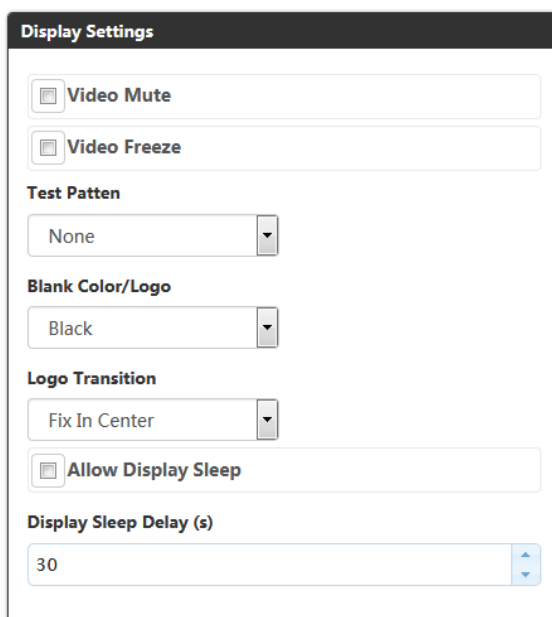 Display Settings
Video Mute
Video Freeze
Test Patten
None
Blank Color/Logo
Black
Logo Transition
Fix In Center
Allow Display Sleep
Display Sleep Delay (s)
30